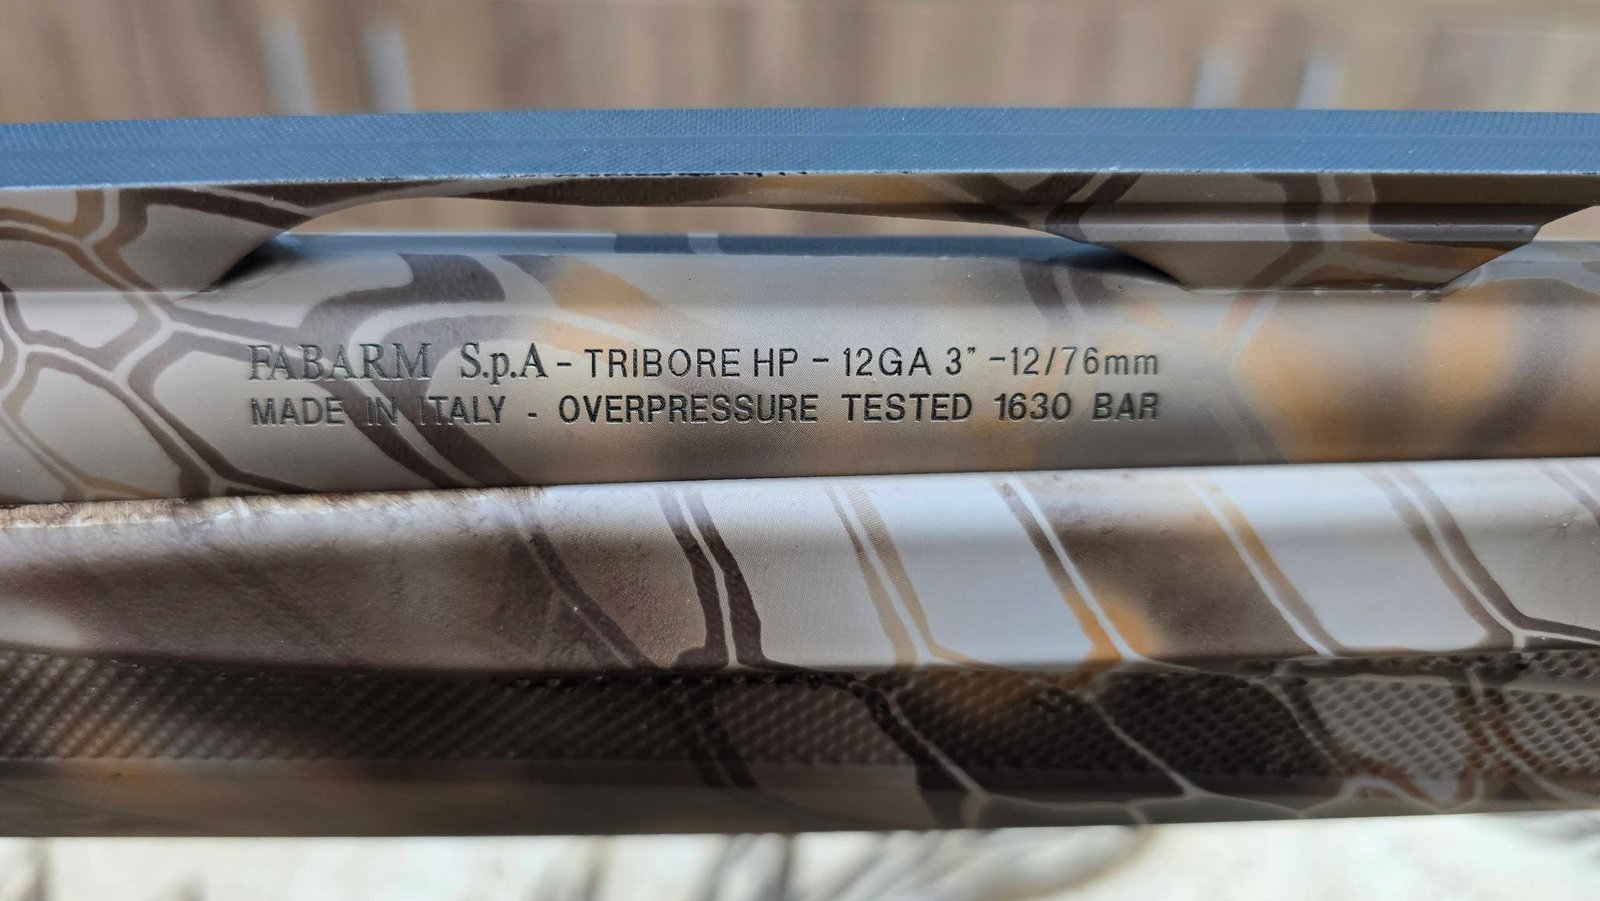 FABARM S.p.A - TRIBORE HP - 12GA 3" -12/76mm
MADE IN ITALY - OVERPRESSURE TESTED 1630 BAR